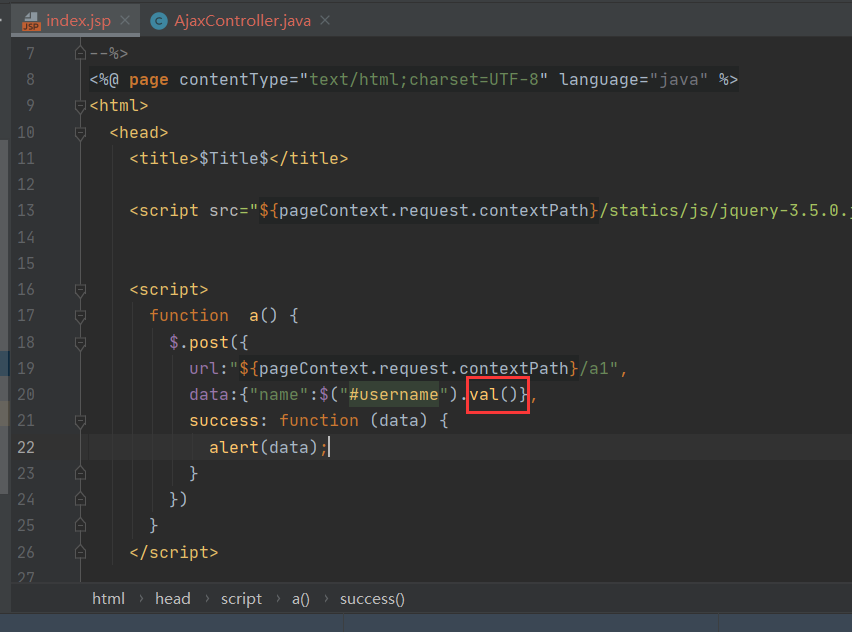 index.jsp AjaxController.java
7 --%>
8 <%@ page contentType="text/html;charset=UTF-8" language="java" %>
9 <html>
10 <head>
11 <title>$Title$</title>
12
13 <script src="${pageContext.request.contextPath}/statics/js/jquery-3.5.0.j
14
15
16 <script>
17 function a() {
18 $.post({
19 url:"${pageContext.request.contextPath}/a1",
20 data:{"name":$("#username").val()},
21 success: function (data) {
22 alert(data);
23 }
24 })
25 }
26 </script>
27
html › head › script › a() › success()